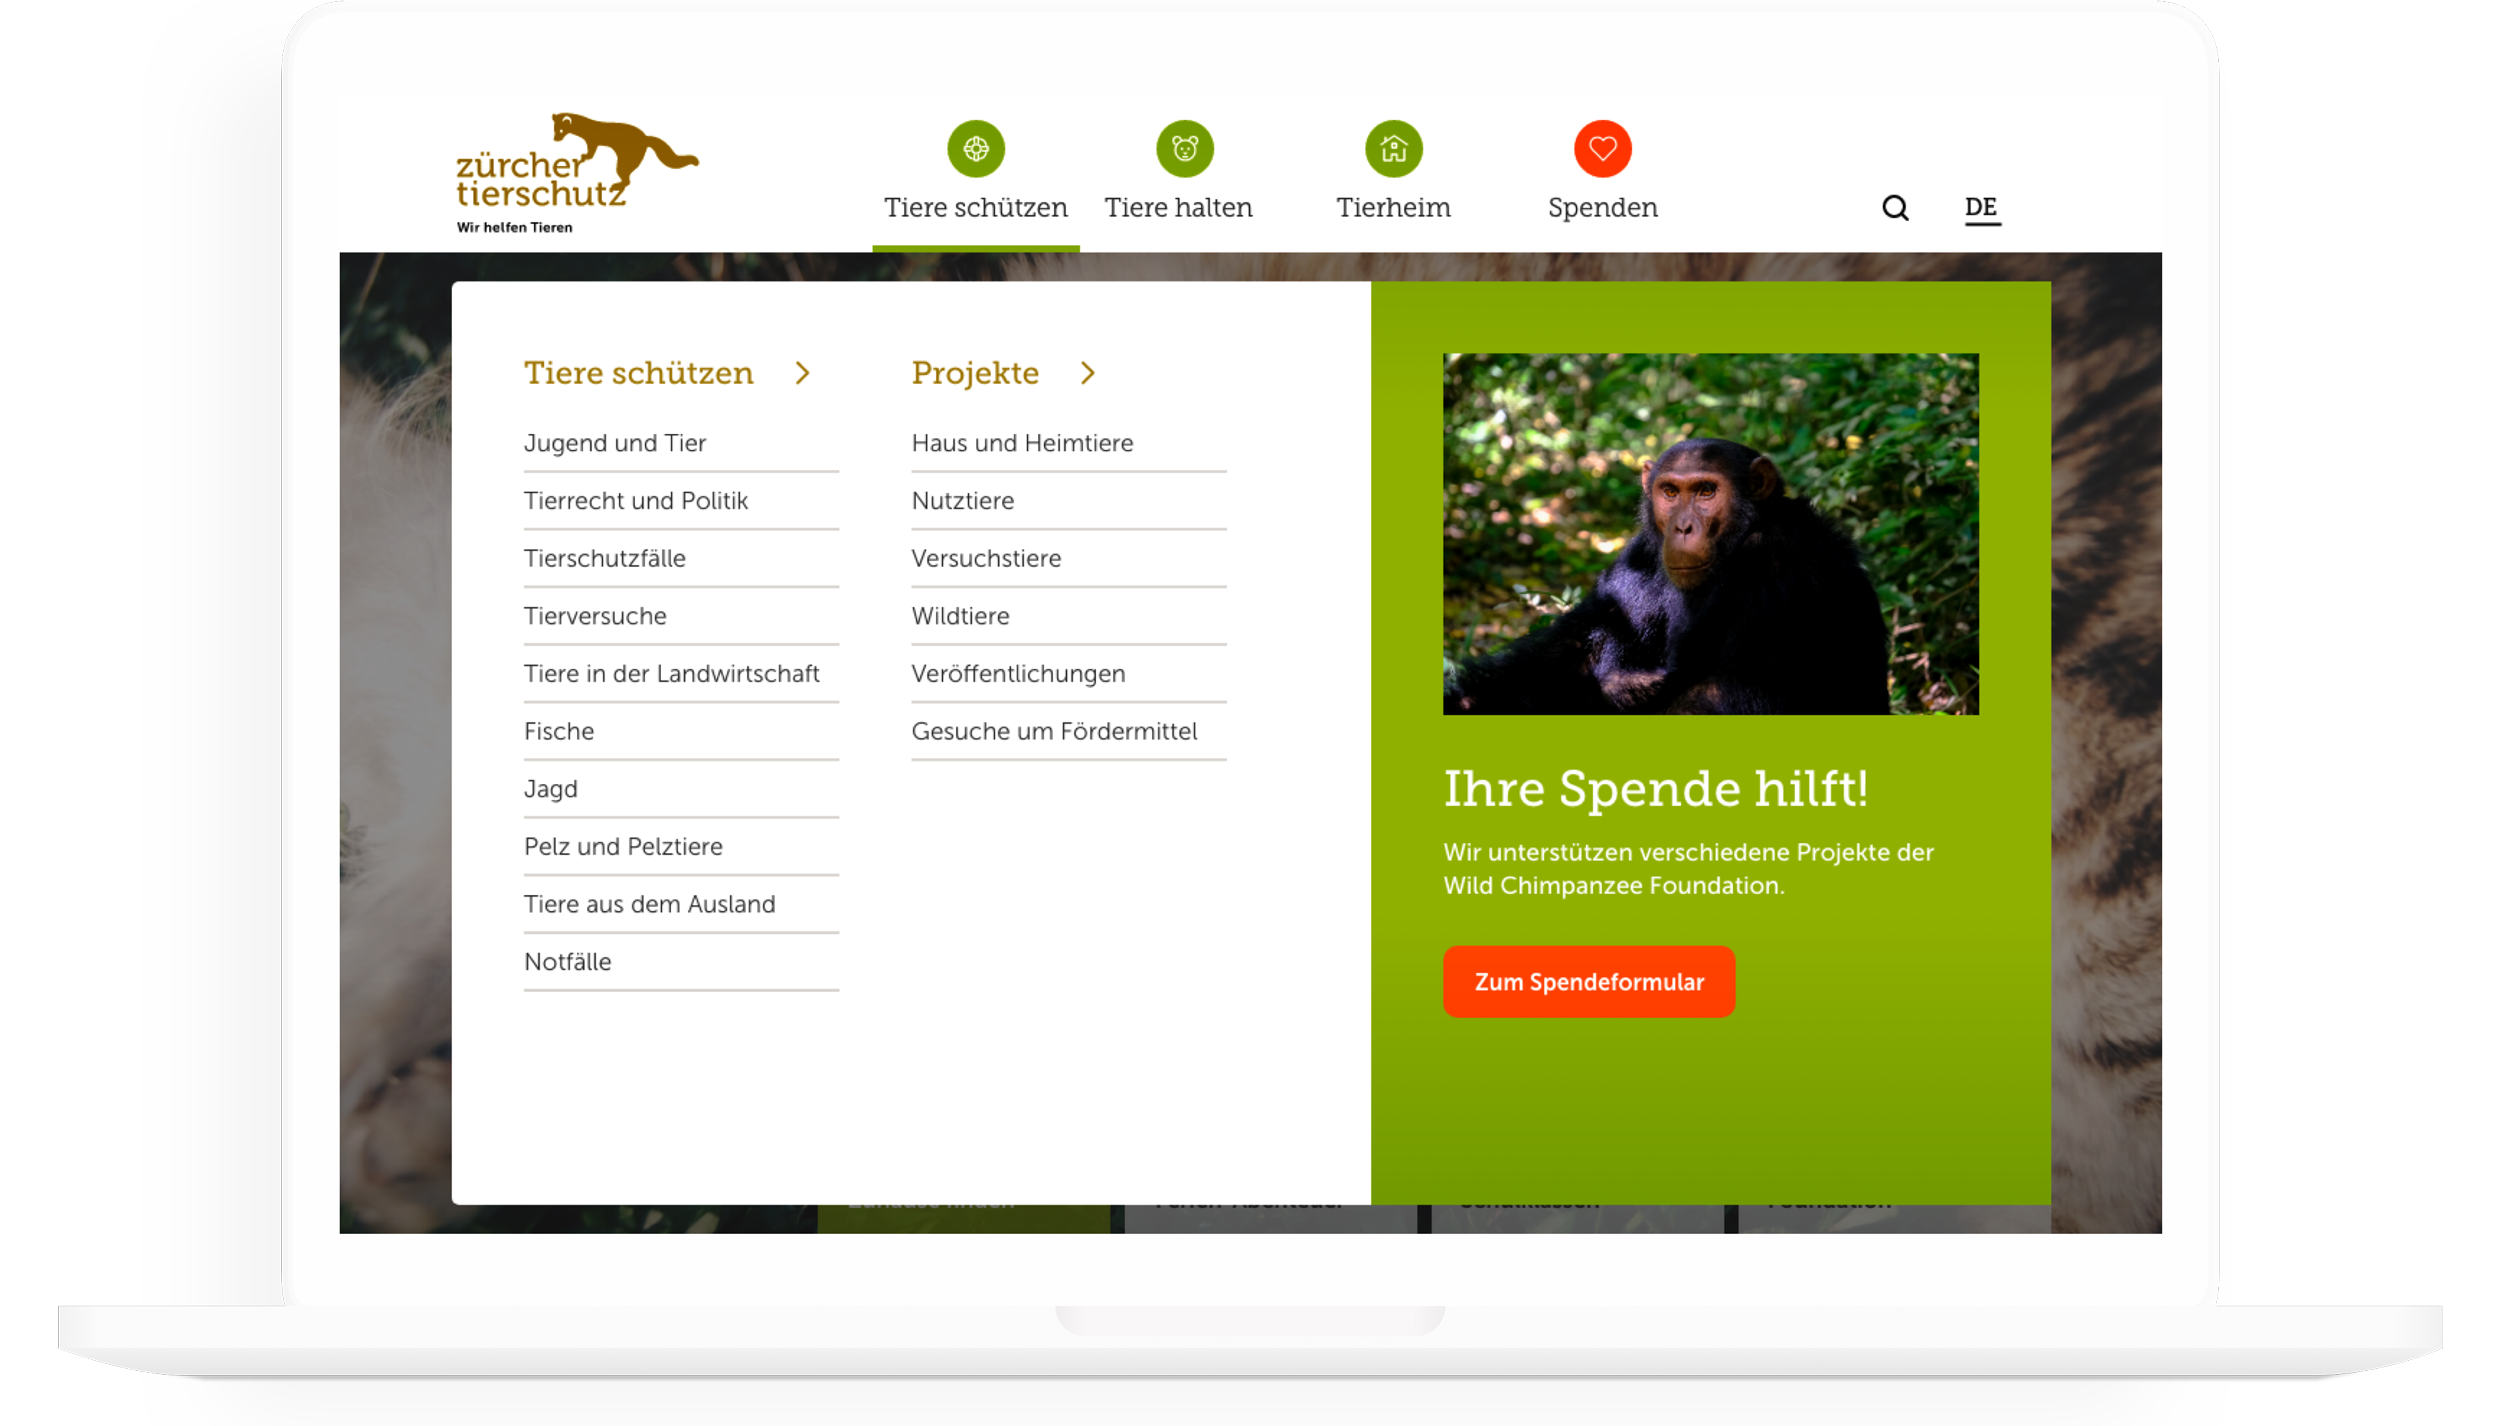 zürcher
tierschutz
Wir helfen Tieren
Tiere schützen
Tiere halten
Tierheim
Spenden
DE
Tiere schützen
Jugend und Tier
Tierrecht und Politik
Tierschutzfälle
Tierversuche
Tiere in der Landwirtschaft
Fische
Jagd
Pelz und Pelztiere
Tiere aus dem Ausland
Notfälle
Projekte
Haus und Heimtiere
Nutztiere
Versuchstiere
Wildtiere
Veröffentlichungen
Gesuche um Fördermittel
Ihre Spende hilft!
Wir unterstützen verschiedene Projekte der
Wild Chimpanzee Foundation.
Zum Spendeformular